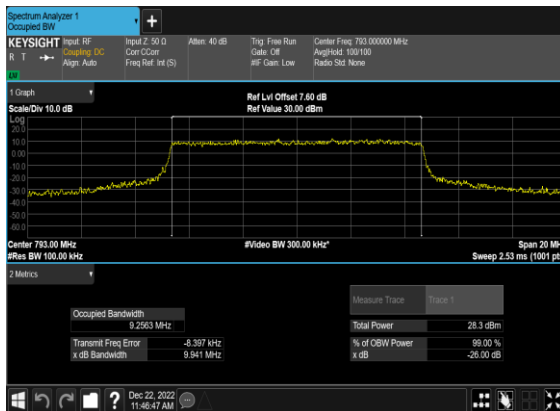 Spectrum Analyzer 1
Occupied BW
KEYSIGHT Input: RF Input Z: 50 Ω Atten: 40 dB Trig: Free Run Center Freq: 793.000000 MHz
R T Coupling: DC Corr CCorr Gate: Off Avg|Hold: 100/100
Align: Auto Freq Ref: Int (S) #IF Gain: Low Radio Std: None
1 Graph
Ref Lvl Offset 7.60 dB
Scale/Div 10.0 dB Ref Value 30.00 dBm
Log
20.0
10.0
0.00
-10.0
-20.0
-30.0
-40.0
-50.0
-60.0
Center 793.00 MHz #Video BW 300.00 kHz* Span 20 MH
#Res BW 100.00 kHz Sweep 2.53 ms (1001 pt
2 Metrics
Measure Trace Trace 1
Occupied Bandwidth
9.2563 MHz Total Power 28.3 dBm
Transmit Freq Error -8.397 kHz % of OBW Power 99.00 %
x dB Bandwidth 9.941 MHz x dB -26.00 dB
Dec 22, 2022
11:46:47 AM